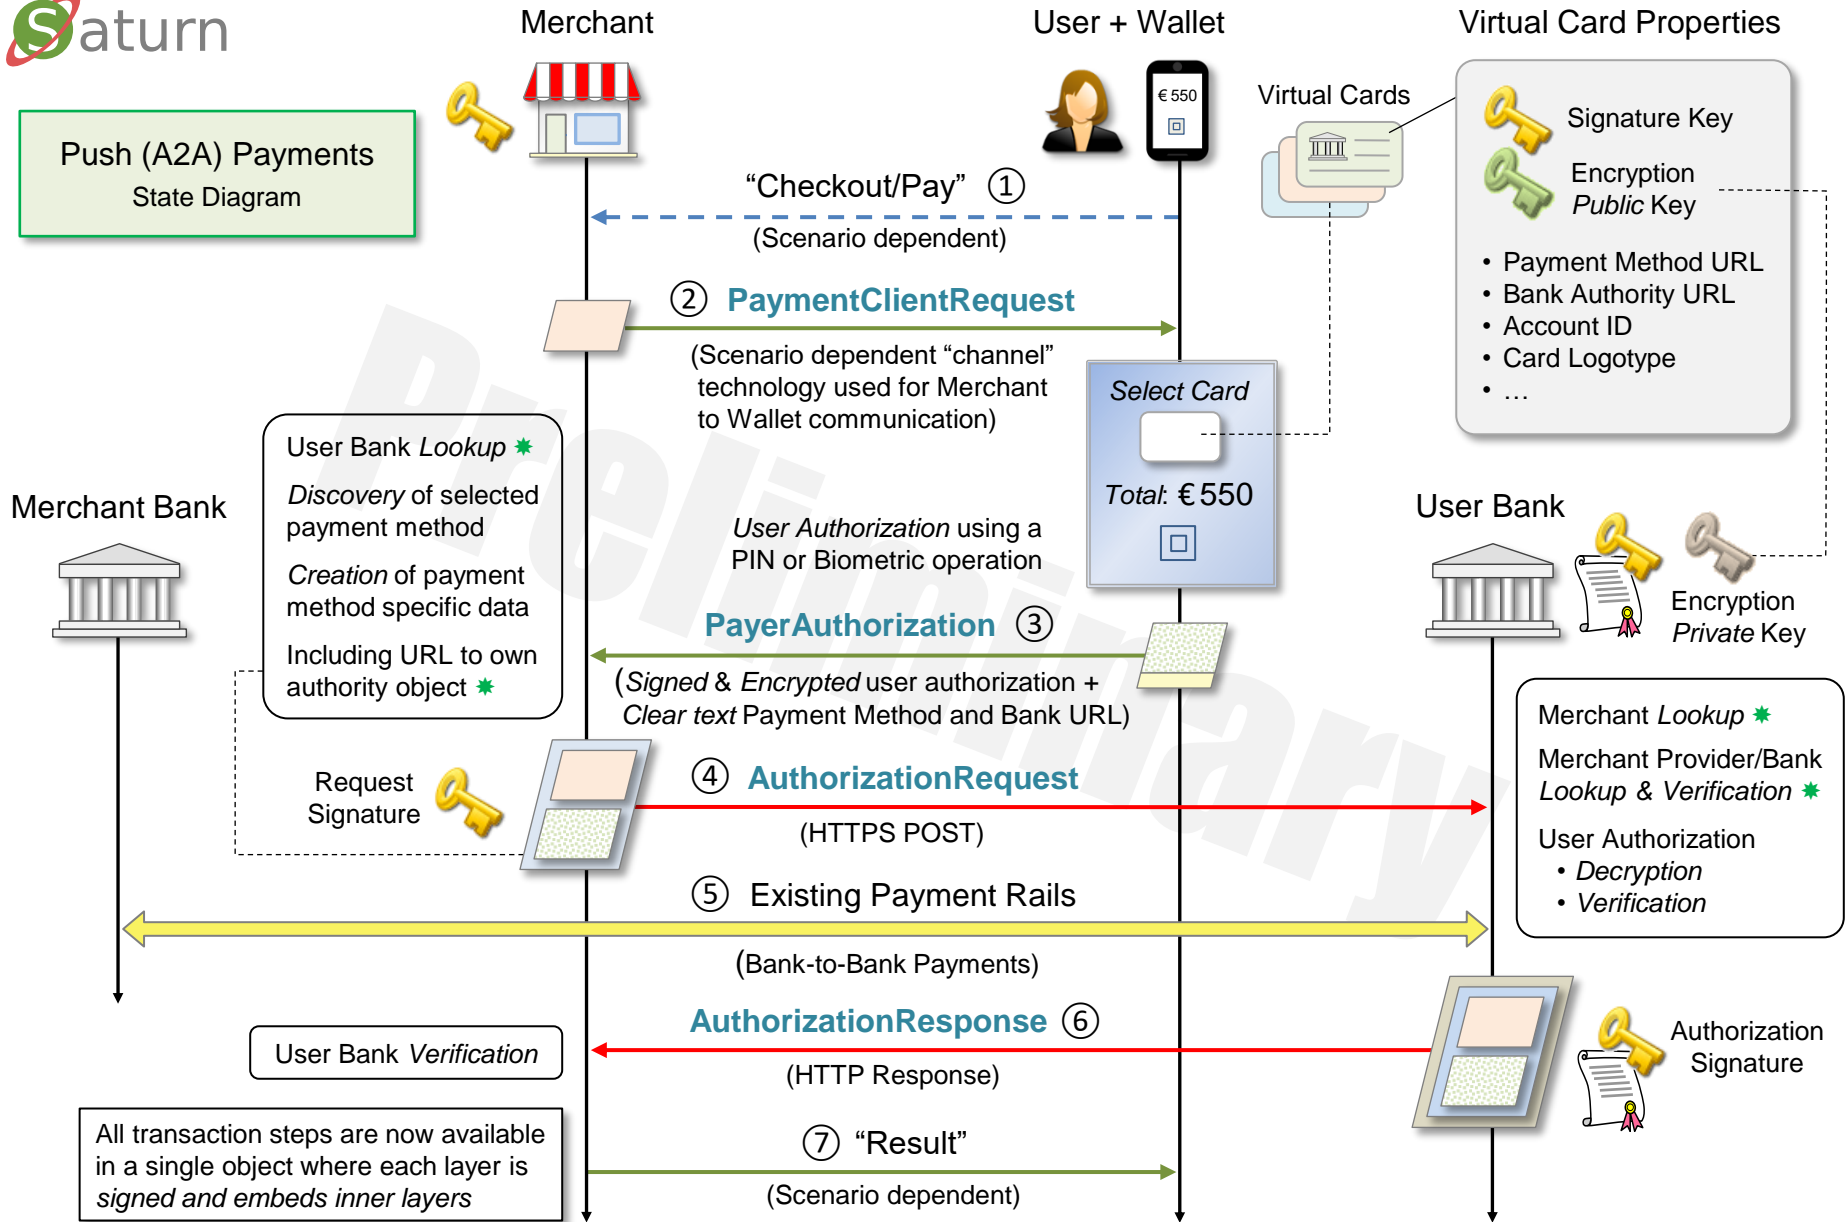 Saturn
Merchant
User + Wallet
Virtual Card Properties
Push (A2A) Payments
State Diagram
€ 550
Virtual Cards
Signature Key
Encryption
Public Key
• Payment Method URL
• Bank Authority URL
• Account ID
• Card Logotype
• …
“Checkout/Pay” ①
(Scenario dependent)
② PaymentClientRequest
(Scenario dependent “channel”
technology used for Merchant
to Wallet communication)
Select Card
Total: € 550
User Bank Lookup ✷
Discovery of selected
payment method
Creation of payment
method specific data
Including URL to own
authority object ✷
Merchant Bank
User Authorization using a
PIN or Biometric operation
User Bank
Encryption
Private Key
PayerAuthorization ③
(Signed & Encrypted user authorization +
Clear text Payment Method and Bank URL)
Merchant Lookup ✷
Merchant Provider/Bank
Lookup & Verification ✷
User Authorization
• Decryption
• Verification
Request
Signature
④ AuthorizationRequest
(HTTPS POST)
⑤ Existing Payment Rails
(Bank-to-Bank Payments)
AuthorizationResponse ⑥
(HTTP Response)
User Bank Verification
Authorization
Signature
All transaction steps are now available
in a single object where each layer is
signed and embeds inner layers
⑦ “Result”
(Scenario dependent)
Preliminary